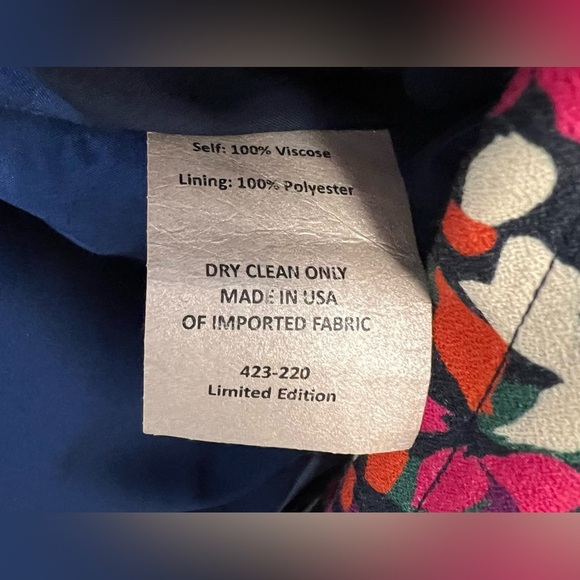 Self: 100% Viscose
Lining: 100% Polyester
DRY CLEAN ONLY
MADE IN USA
OF IMPORTED FABRIC
423-220
Limited Edition